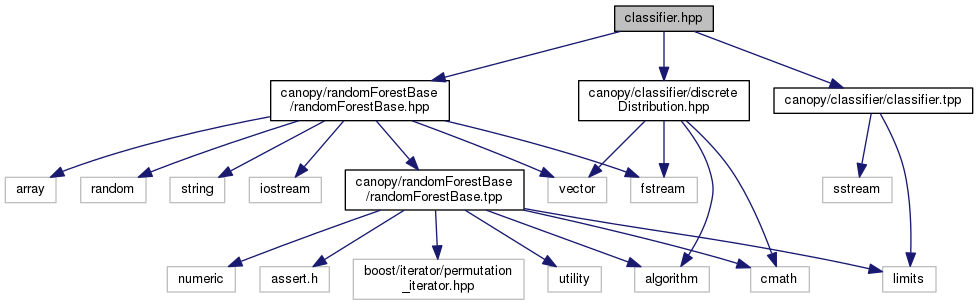 classifier.hpp
canopy/randomForestBase
/randomForestBase.hpp
canopy/classifier/discrete
Distribution.hpp
canopy/classifier/classifier.tpp
array
random
string
iostream
canopy/randomForestBase
/randomForestBase.tpp
vector
fstream
sstream
numeric
assert.h
boost/iterator/permutation
_iterator.hpp
utility
algorithm
cmath
limits